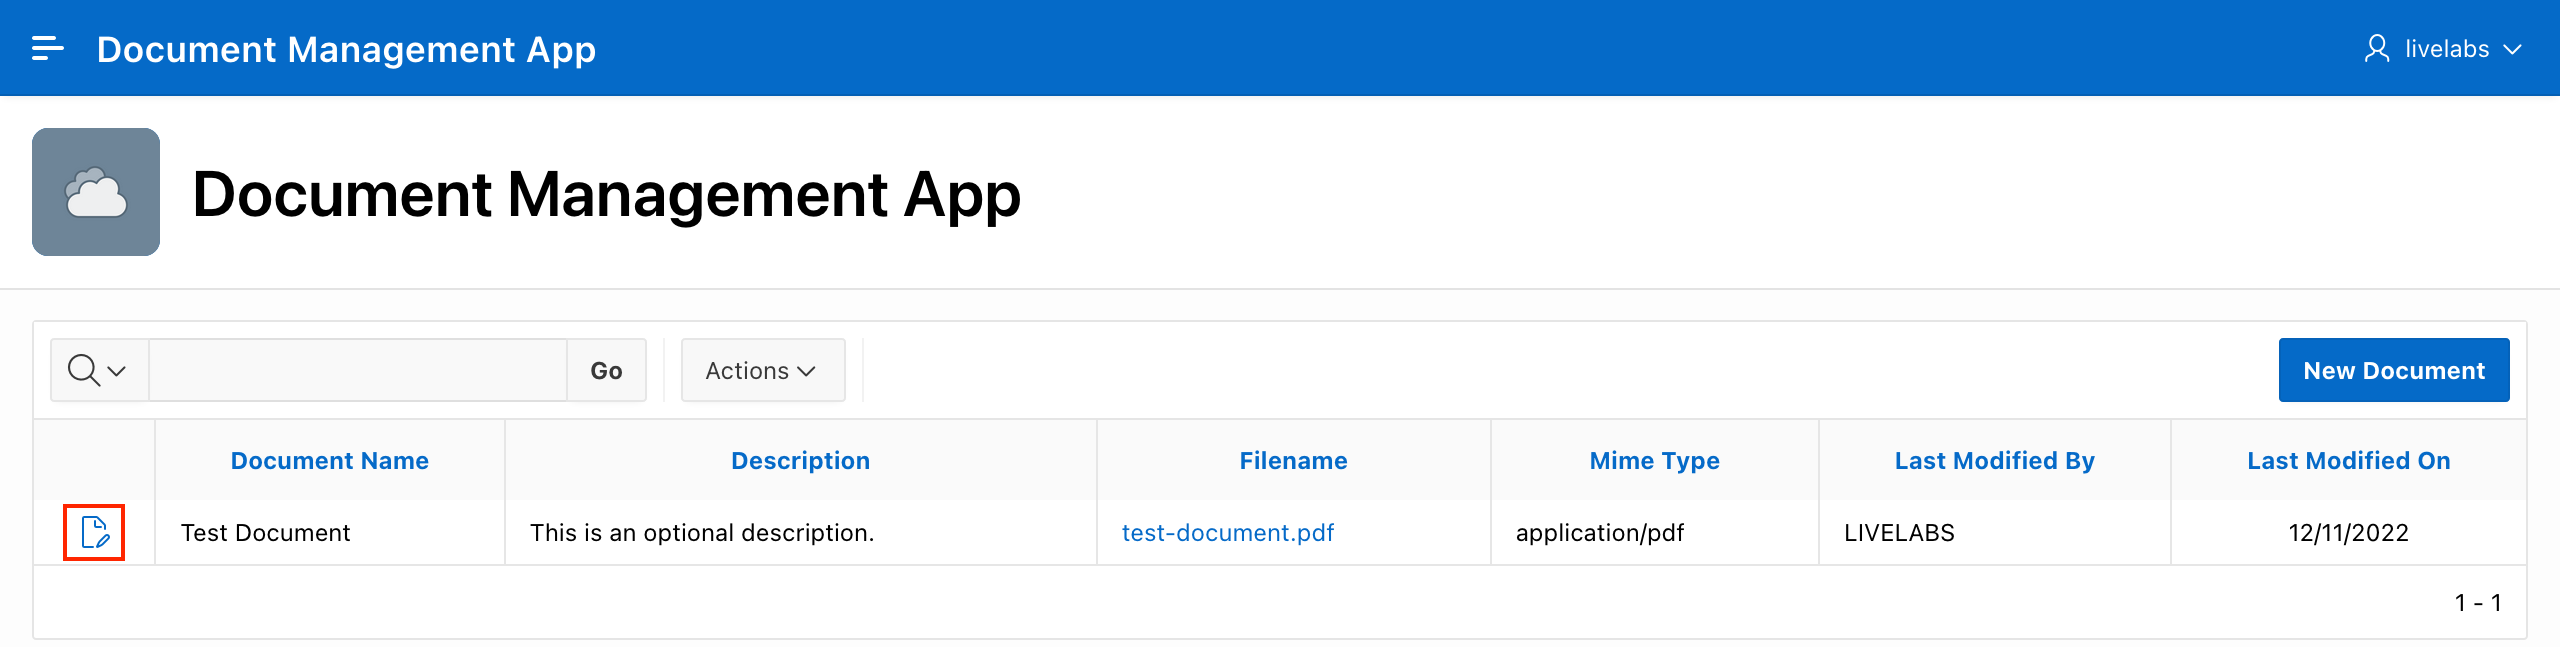 Document Management App
livelabs
Document Management App
Go
Actions
New Document
Document Name Description Filename Mime Type Last Modified By Last Modified On
Test Document This is an optional description. test-document.pdf application/pdf LIVELABS 12/11/2022
1 - 1